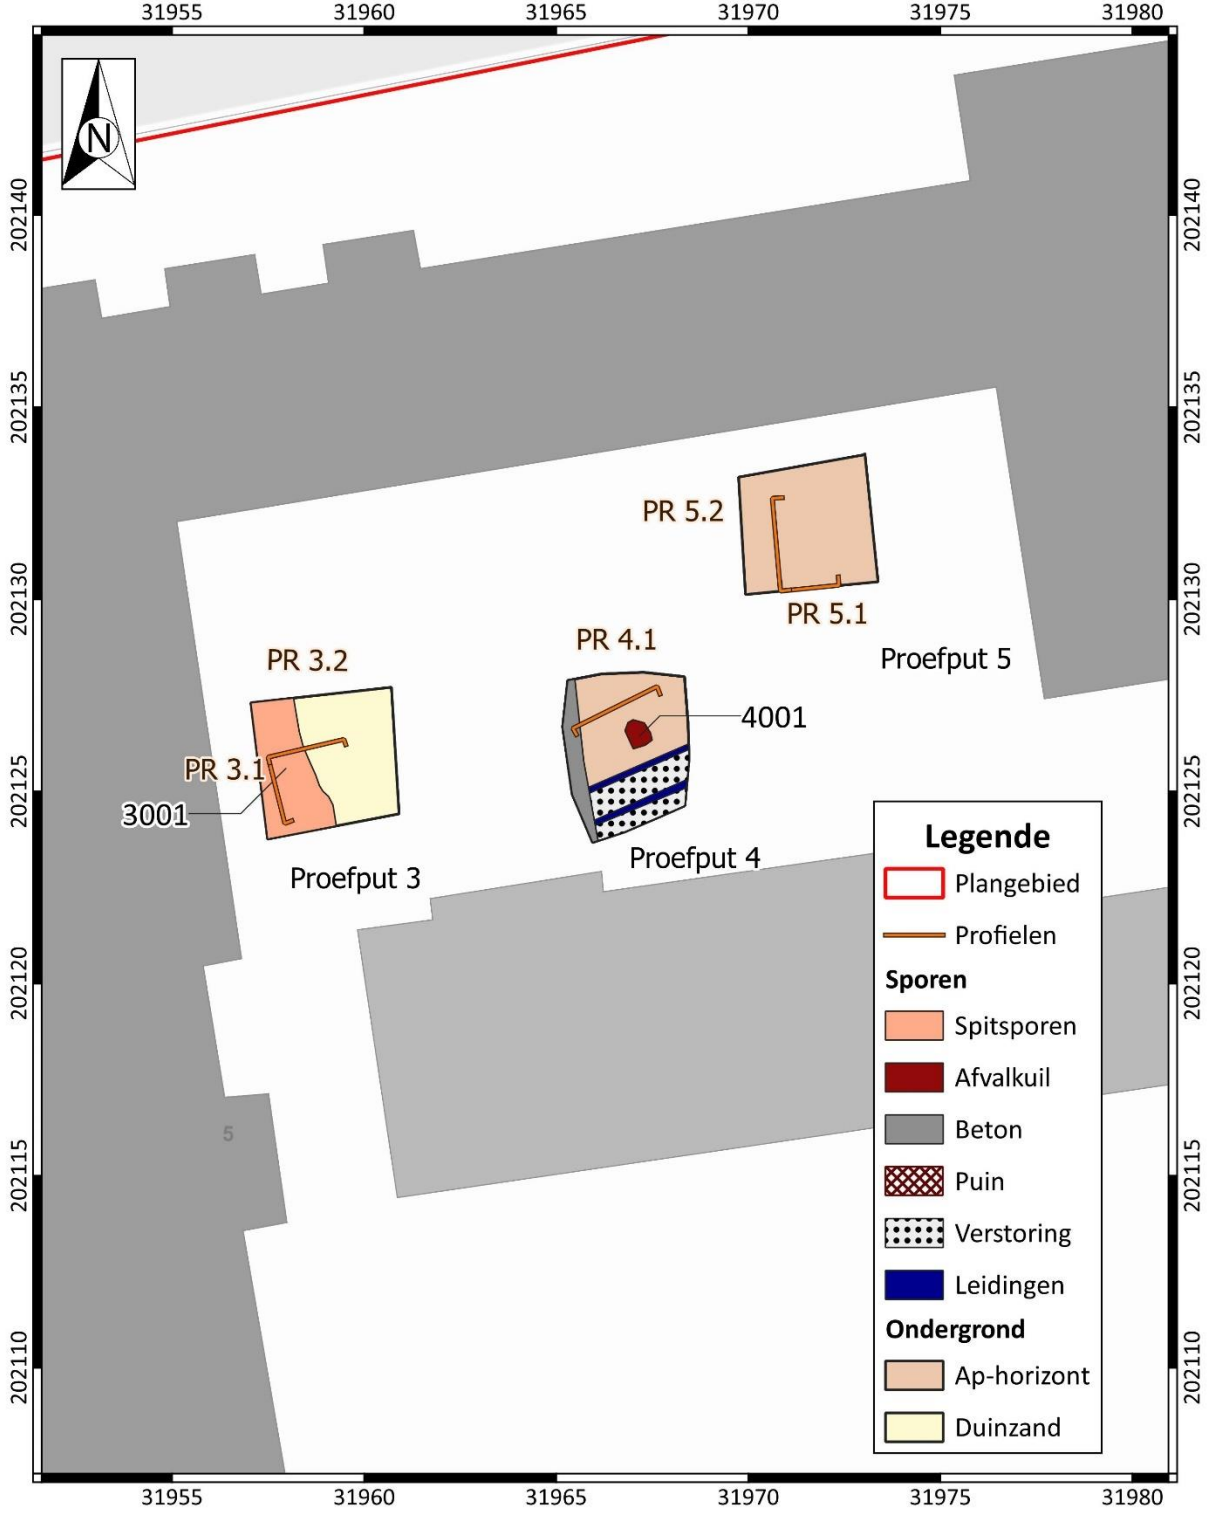 31955 31960 31965 31970 31975 31980
N
202140 202140
202135 202135
PR 5.2
202130 202130
PR 5.1
PR 4.1
Proefput 5
PR 3.2
4001
PR 3.1
202125 202125
3001
Proefput 4
Proefput 3
Legende
Plangebied
Profielen
Sporen
202120 202120
Spitsporen
Afvalkuil
Beton
5
Puin
202115 202115
Verstoring
Leidingen
Ondergrond
202110 202110
Ap-horizont
Duinzand
31955 31960 31965 31970 31975 31980